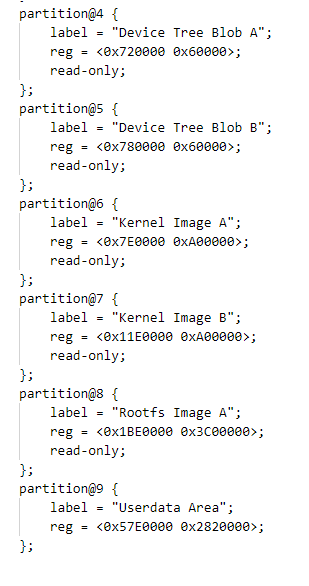 partition@4 {
label = "Device Tree Blob A";
reg = <0x720000 0x60000>;
read-only;
};
partition@5 {
label = "Device Tree Blob B";
reg = <0x780000 0x60000>;
read-only;
};
partition@6 {
label = "Kernel Image A";
reg = <0x7E0000 0xA00000>;
read-only;
};
partition@7 {
label = "Kernel Image B";
reg = <0x11E0000 0xA00000>;
read-only;
};
partition@8 {
label = "Rootfs Image A";
reg = <0x1BE0000 0x3C00000>;
read-only;
};
partition@9 {
label = "Userdata Area";
reg = <0x57E0000 0x2820000>;
};